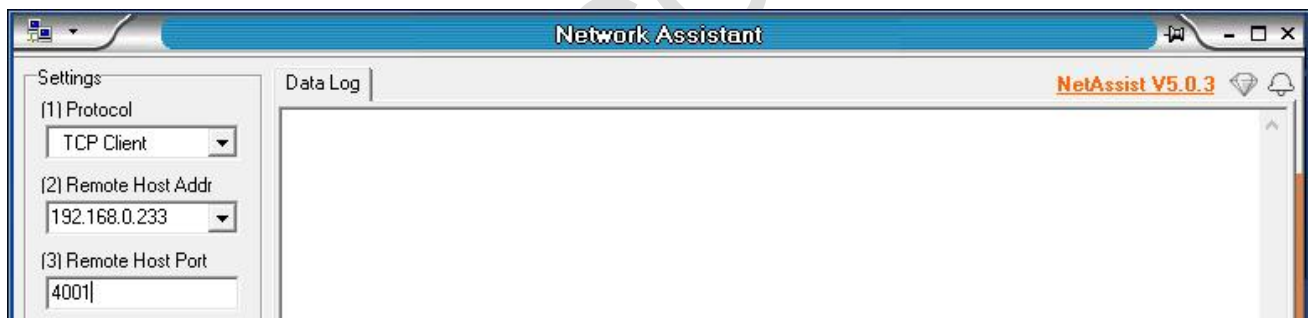 Network Assistant
Settings
Data Log
NetAssist V5.0.3
(1) Protocol
TCP Client
(2) Remote Host Addr
192.168.0.233
(3) Remote Host Port
4001